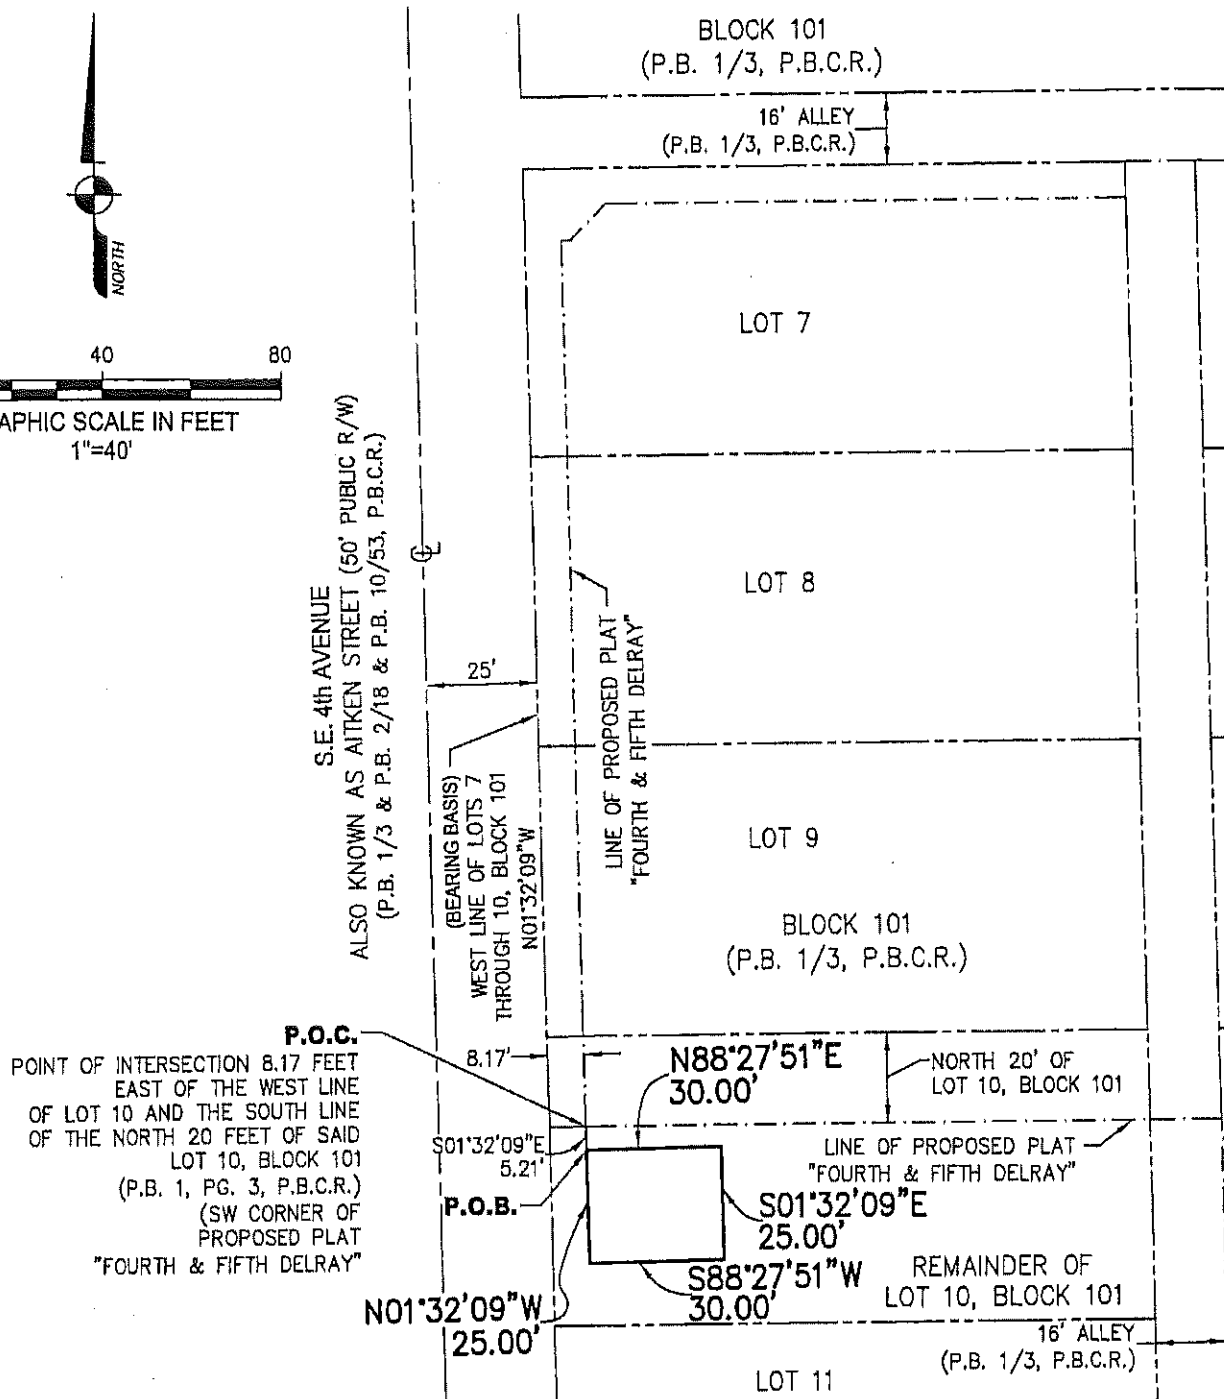 BLOCK 101
(P.B. 1/3, P.B.C.R.)
16' ALLEY
(P.B. 1/3, P.B.C.R.)
NORTH
40 80
APHIC SCALE IN FEET
1"=40'
LOT 7
S.E. 4th AVENUE
ALSO KNOWN AS AITKEN STREET (50' PUBLIC R/W)
(P.B. 1/3 & P.B. 2/18 & P.B. 10/53, P.B.C.R.)
CL
LOT 8
LINE OF PROPOSED PLAT
"FOURTH & FIFTH DELRAY"
25'
(BEARING BASIS)
WEST LINE OF LOTS 7
THROUGH 10, BLOCK 101
N01°32'09"W
LOT 9
BLOCK 101
(P.B. 1/3, P.B.C.R.)
P.O.C.
POINT OF INTERSECTION 8.17 FEET
EAST OF THE WEST LINE
OF LOT 10 AND THE SOUTH LINE
OF THE NORTH 20 FEET OF SAID
LOT 10, BLOCK 101
(P.B. 1, PG. 3, P.B.C.R.)
(SW CORNER OF
PROPOSED PLAT
"FOURTH & FIFTH DELRAY"
8.17'
N88°27'51"E
30.00'
NORTH 20' OF
LOT 10, BLOCK 101
S01°32'09"E
5.21'
P.O.B.
LINE OF PROPOSED PLAT
"FOURTH & FIFTH DELRAY"
S01°32'09"E
25.00'
S88°27'51"W
30.00'
N01°32'09"W
25.00'
REMAINDER OF
LOT 10, BLOCK 101
16' ALLEY
(P.B. 1/3, P.B.C.R.)
LOT 11